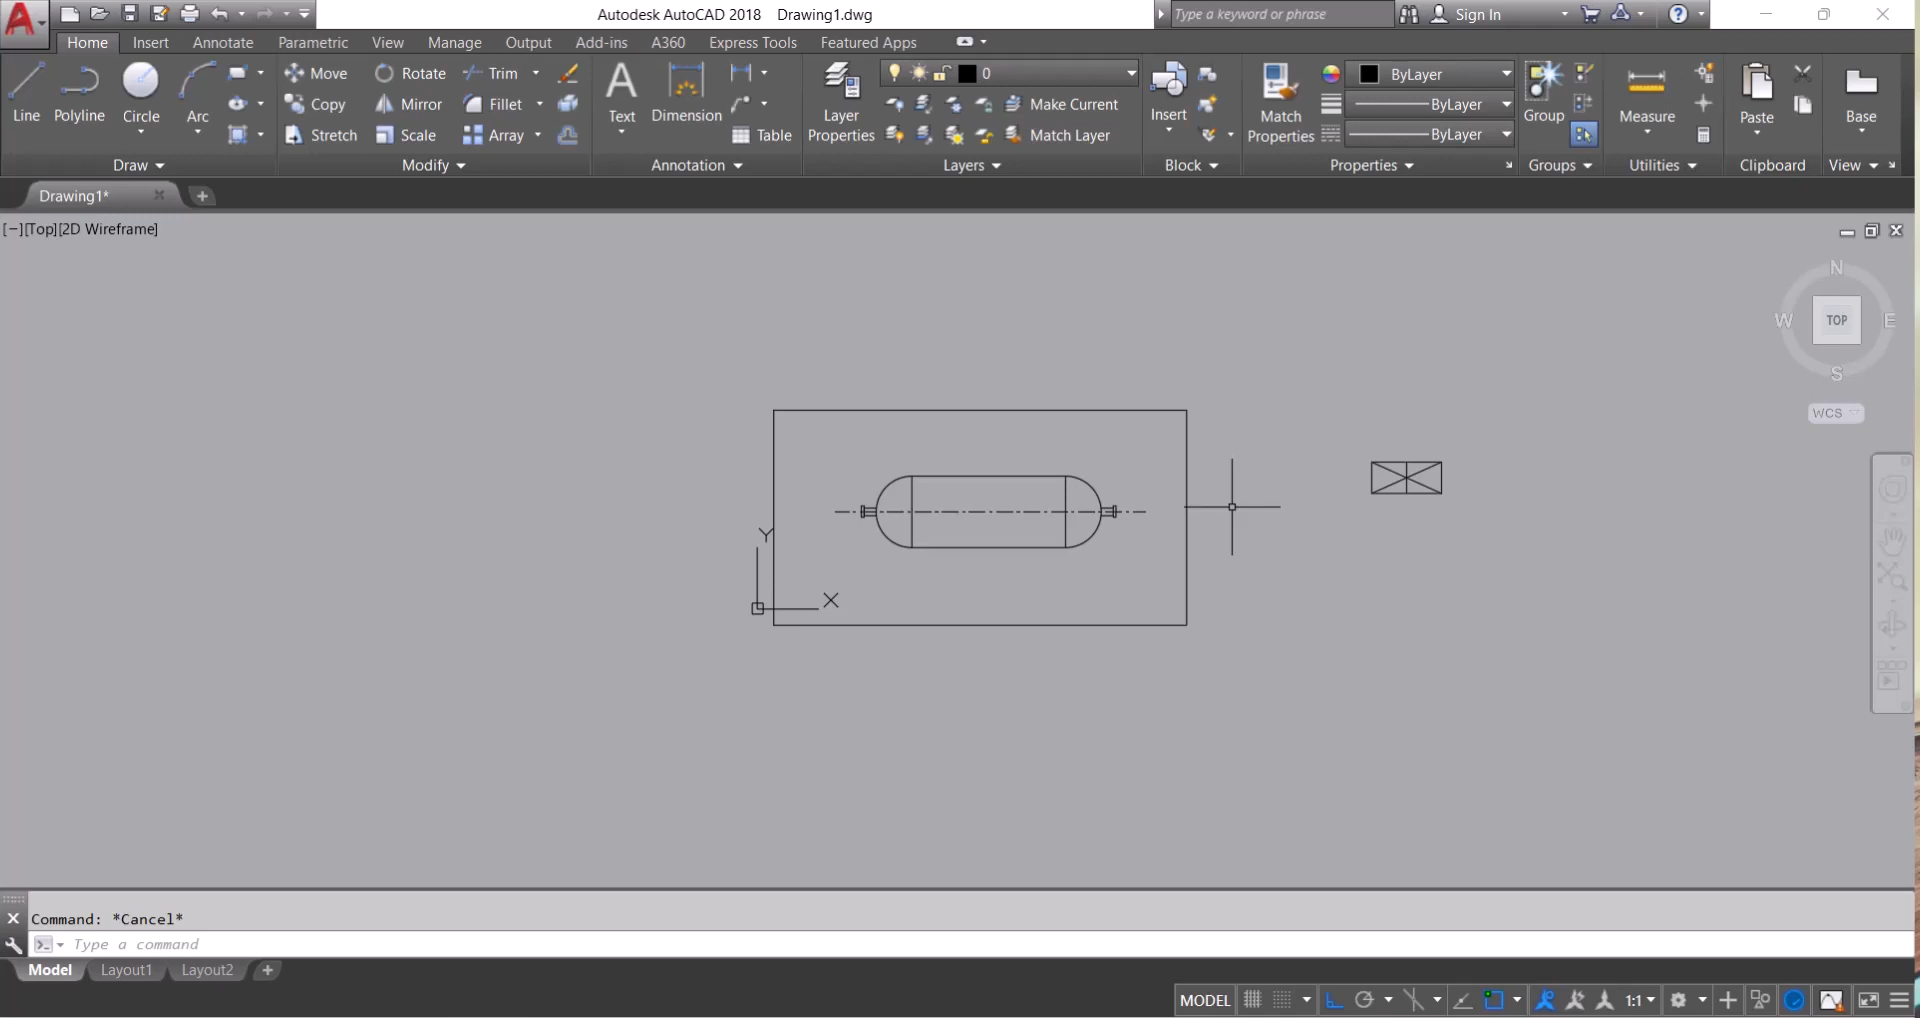 Autodesk AutoCAD 2018 Drawing1.dwg
Type a keyword or phrase
Sign In
Home Insert Annotate Parametric View Manage Output Add-ins A360 Express Tools Featured Apps
Line Polyline Circle Arc
Move Rotate Trim
Copy Mirror Fillet
Stretch Scale Array
Text Dimension
Table
Layer Properties
0
Make Current
Match Layer
Insert
Match Properties
ByLayer
ByLayer
ByLayer
Group
Measure
Paste
Base
Draw Modify Annotation Layers Block Properties Groups Utilities Clipboard View
Drawing1*
[−][Top][2D Wireframe]
N
W TOP E
S
WCS
Y
X
Command: *Cancel*
Type a command
Model Layout1 Layout2
MODEL 1:1